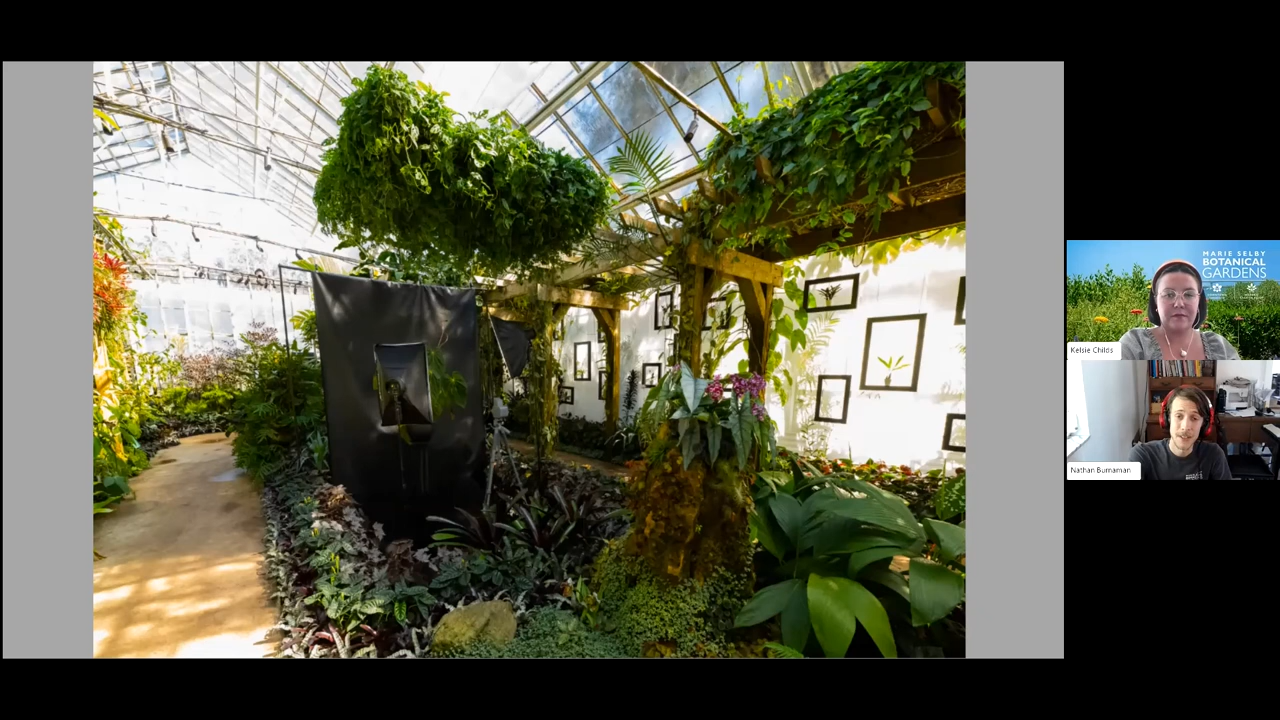 MARIE SELBY
BOTANICAL
GARDENS
Kelsie Childs
Nathan Burnaman